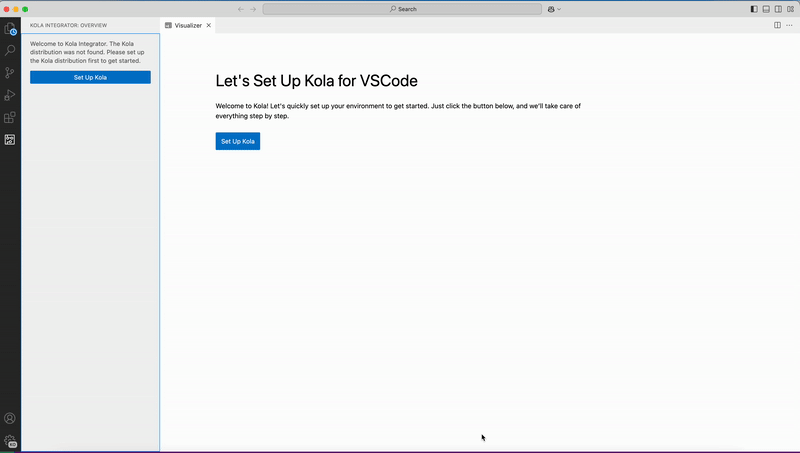 Search
KOLA INTEGRATOR: OVERVIEW
Visualizer
Welcome to Kola Integrator. The Kola
distribution was not found. Please set up
the Kola distribution first to get started.
Set Up Kola
Let's Set Up Kola for VSCode
Welcome to Kola! Let's quickly set up your environment to get started. Just click the button below, and we'll take care of
everything step by step.
Set Up Kola